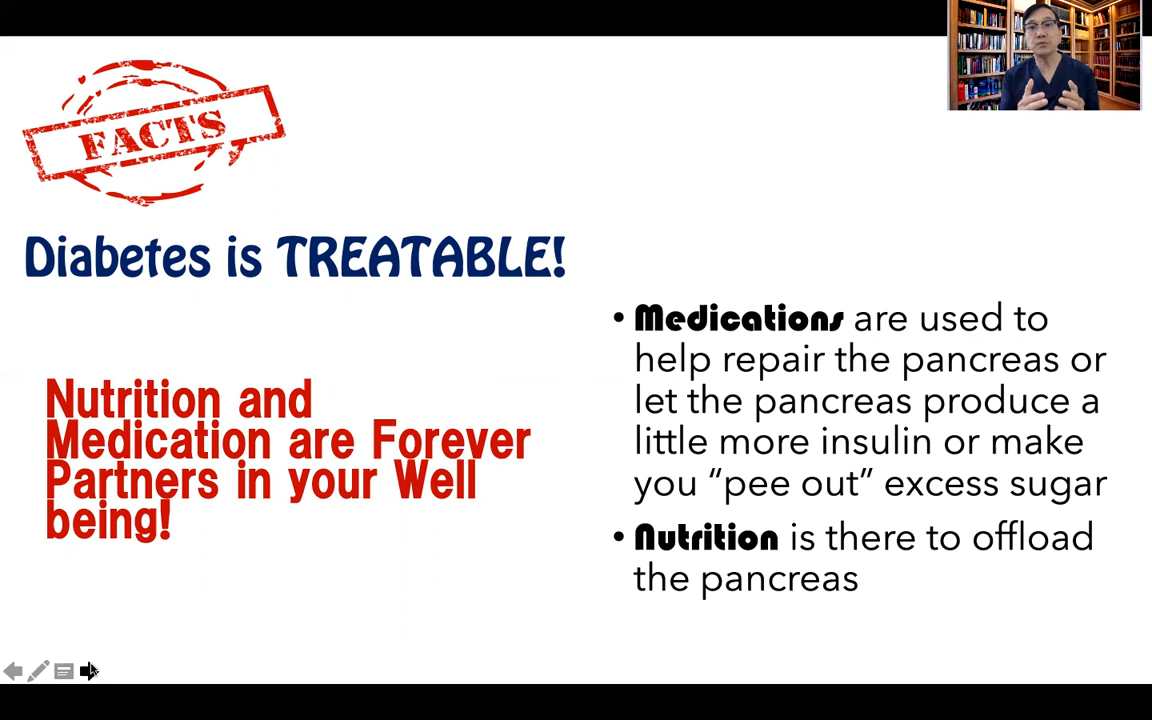 FACTS
Diabetes is TREATABLE!
Nutrition and
Medication are Forever
Partners in your Well
being!
• Medications are used to
help repair the pancreas or
let the pancreas produce a
little more insulin or make
you “pee out” excess sugar
• Nutrition is there to offload
the pancreas